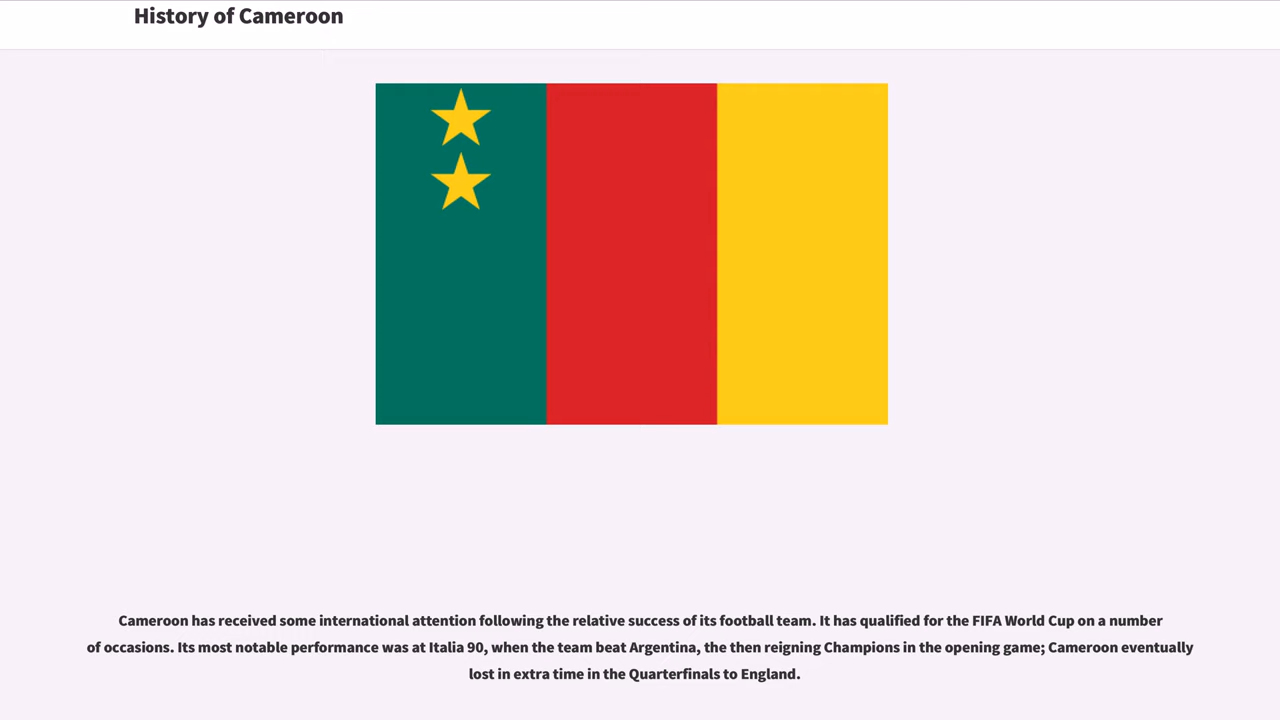 History of Cameroon
Cameroon has received some international attention following the relative success of its football team. It has qualified for the FIFA World Cup on a number
of occasions. Its most notable performance was at Italia 90, when the team beat Argentina, the then reigning Champions in the opening game; Cameroon eventually
lost in extra time in the Quarterfinals to England.